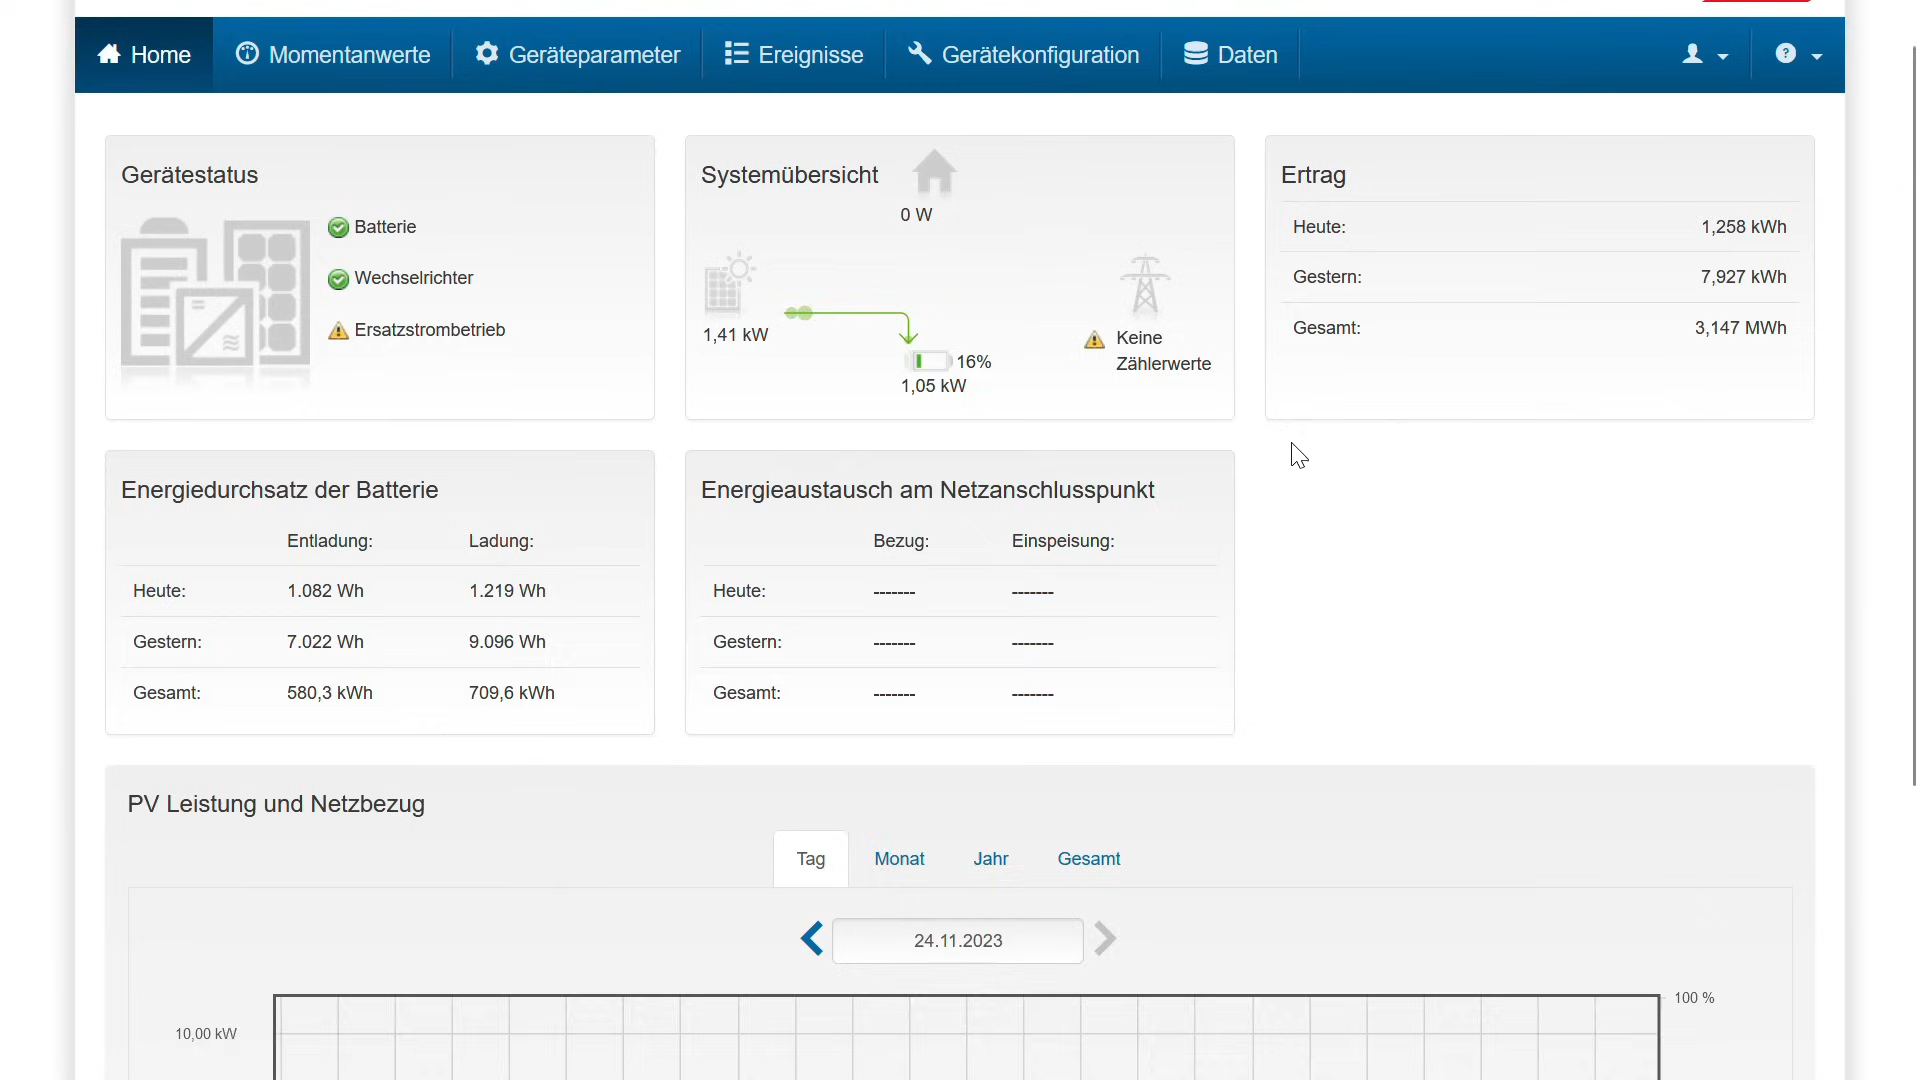 Home Momentanwerte Geräteparameter Ereignisse Gerätekonfiguration Daten
Gerätestatus
Batterie
Wechselrichter
Ersatzstrombetrieb
Systemübersicht
0 W
1,41 kW
16%
1,05 kW
Keine
Zählerwerte
Ertrag
Heute: 1,258 kWh
Gestern: 7,927 kWh
Gesamt: 3,147 MWh
Energiedurchsatz der Batterie
Entladung: Ladung:
Heute: 1.082 Wh 1.219 Wh
Gestern: 7.022 Wh 9.096 Wh
Gesamt: 580,3 kWh 709,6 kWh
Energieaustausch am Netzanschlusspunkt
Bezug: Einspeisung:
Heute: ------- -------
Gestern: ------- -------
Gesamt: ------- -------
PV Leistung und Netzbezug
Tag Monat Jahr Gesamt
24.11.2023
100 %
10,00 kW